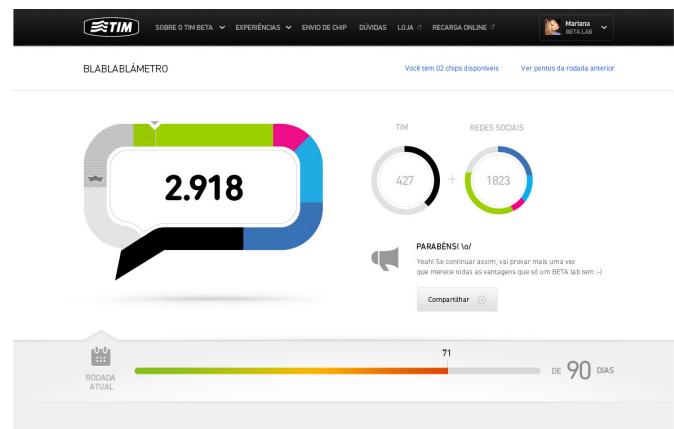 TIM
SOBRE O TIM BETA
EXPERIÊNCIAS
ENVIO DE CHIP
DÚVIDAS
LOJA
RECARGA ONLINE
Mariana
BETA LAB
BLABLABLÂMETRO
Você tem 02 chips disponíveis
Ver pontos da rodada anterior
2.918
TIM
REDES SOCIAIS
427
+
1823
PARABÉNS! \o/
Yeah! Se continuar assim, vai provar mais uma vez
que merece todas as vantagens que só um BETA lab tem ;-)
Compartilhar
71
RODADA
ATUAL
DE 90 DIAS